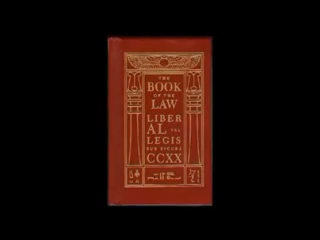 THE
BOOK
OF THE
LAW
LIBER
AL VEL
LEGIS
SUB FIGURA
CCXX